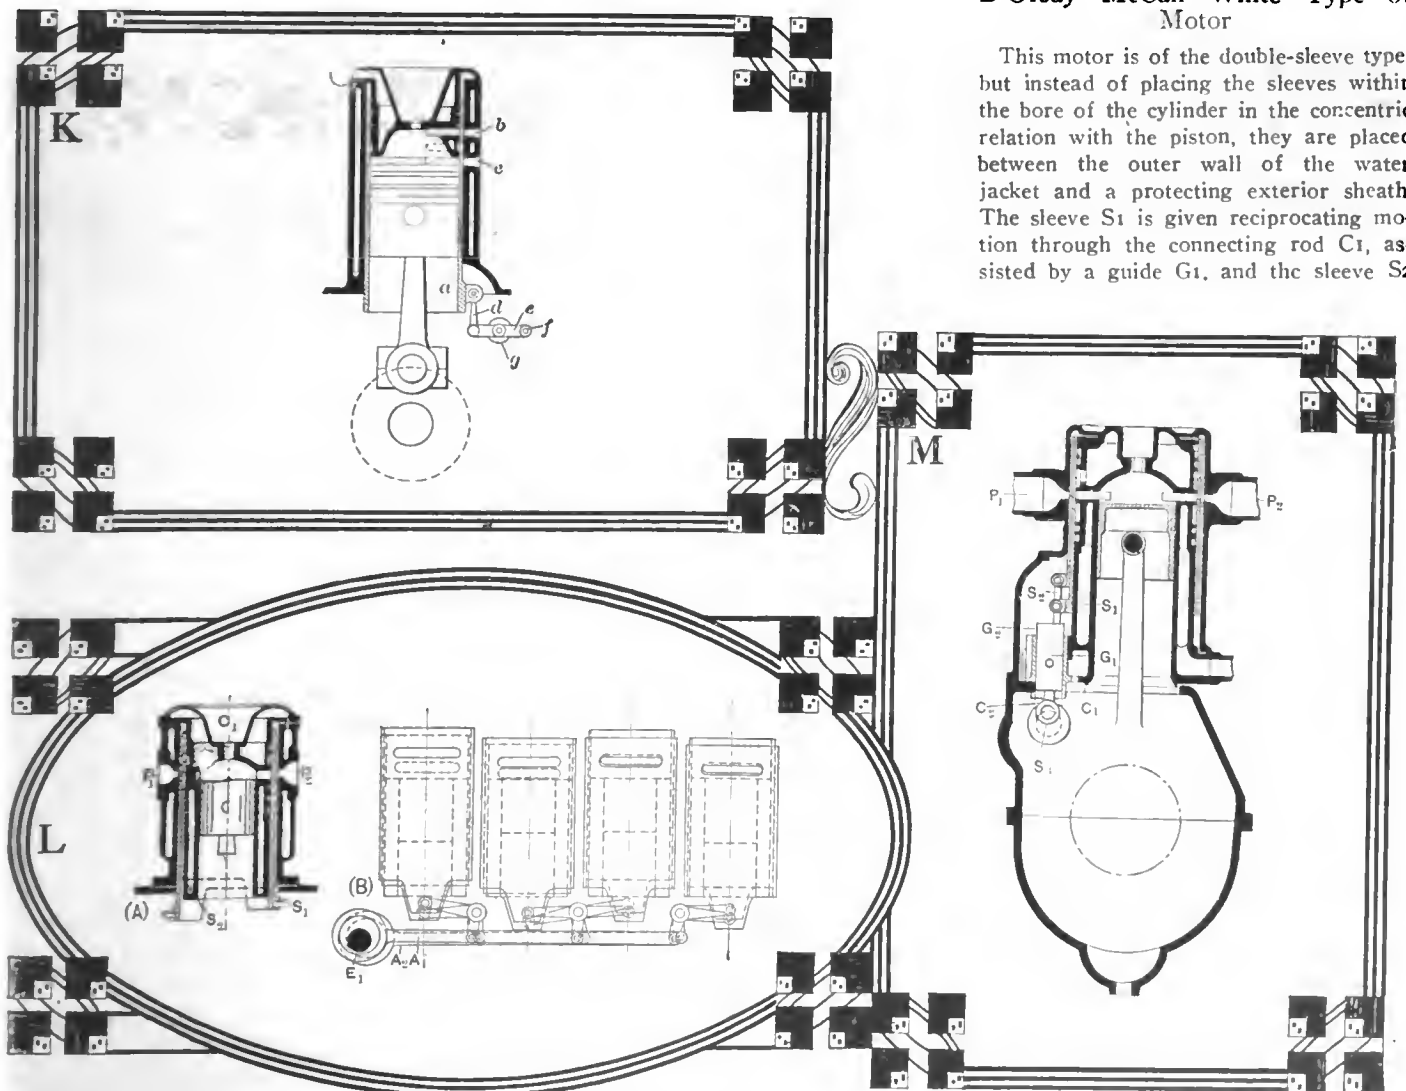 McCan White Type
Motor
This motor is of the double-sleeve type
but instead of placing the sleeves within
the bore of the cylinder in the concentric
relation with the piston, they are placed
between the outer wall of the water
jacket and a protecting exterior sheath
The sleeve S1 is given reciprocating mo-
tion through the connecting rod C1, as-
sisted by a guide G1. and the sleeve S2
K
b
c
a
d
e
f
g
M
P1
P2
S2
S1
G2
G1
C2
C1
S1
L
C1
C
(A)
S2
S1
(B)
E1
A2 A1